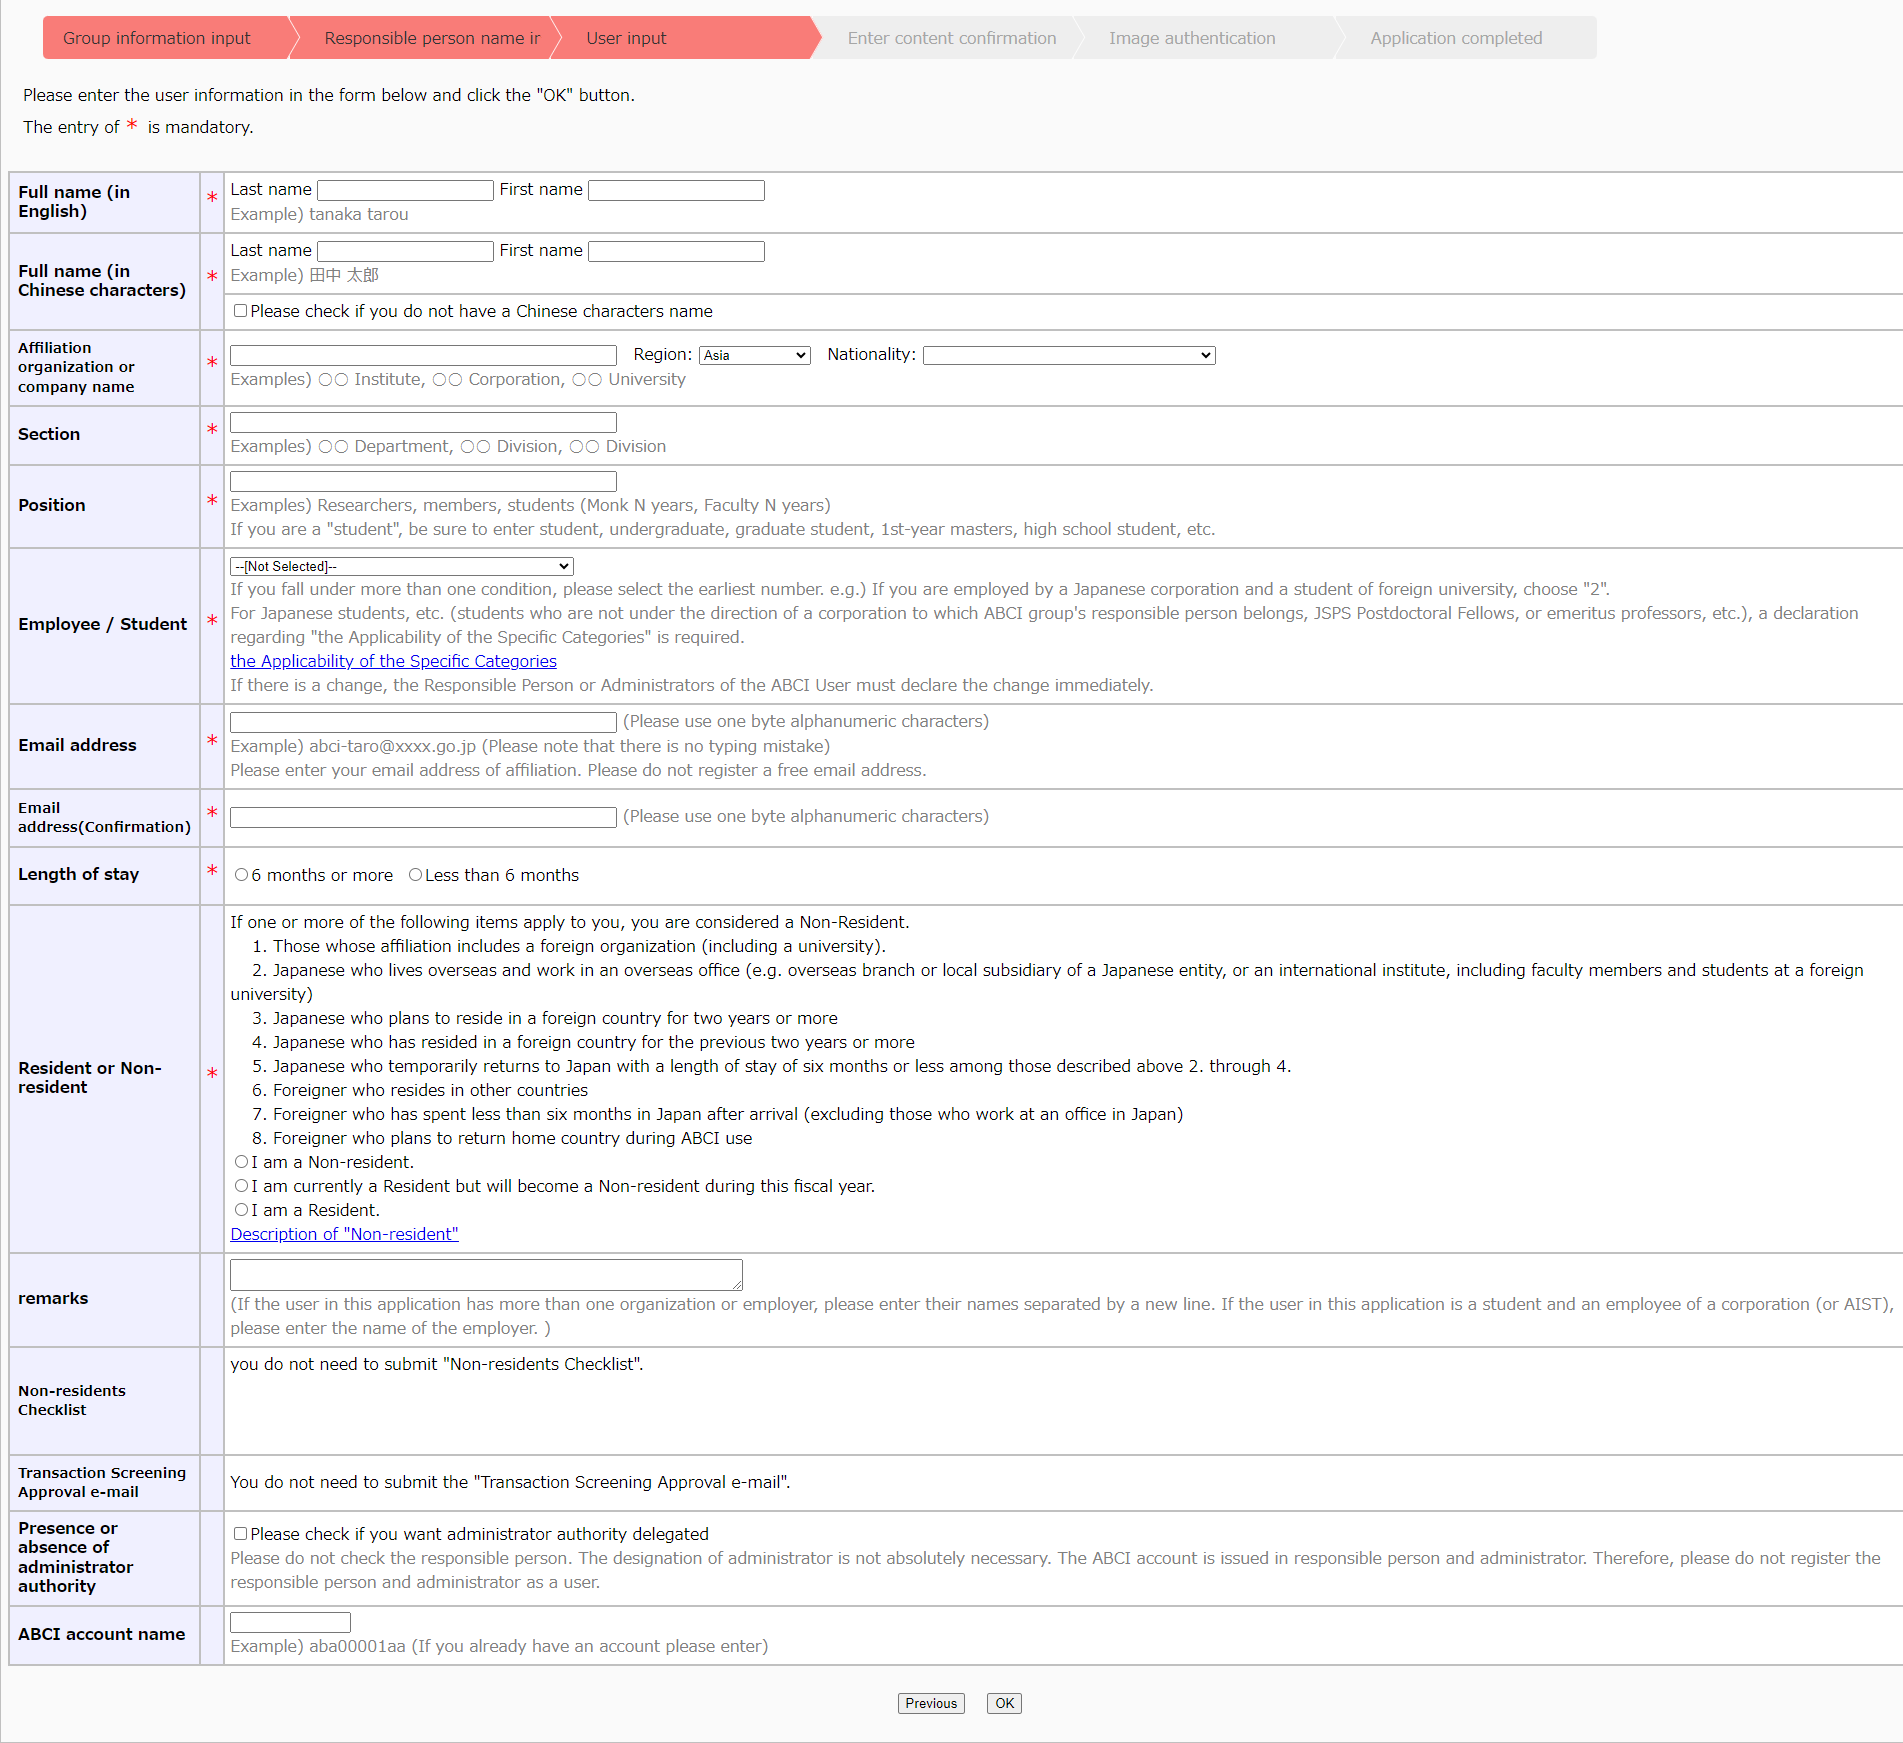 Group information input
Responsible person name ir
User input
Enter content confirmation
Image authentication
Application completed
Please enter the user information in the form below and click the "OK" button.
The entry of * is mandatory.
Full name (in
English)
*
Last name First name
Example) tanaka tarou
Full name (in
Chinese characters)
*
Last name First name
Example) 田中 太郎
Please check if you do not have a Chinese characters name
Affiliation
organization or
company name
*
Region: Asia Nationality:
Examples) 〇〇 Institute, 〇〇 Corporation, 〇〇 University
Section
*
Examples) 〇〇 Department, 〇〇 Division, 〇〇 Division
Position
*
Examples) Researchers, members, students (Monk N years, Faculty N years)
If you are a "student", be sure to enter student, undergraduate, graduate student, 1st-year masters, high school student, etc.
Employee / Student
*
--[Not Selected]--
If you fall under more than one condition, please select the earliest number. e.g.) If you are employed by a Japanese corporation and a student of foreign university, choose "2".
For Japanese students, etc. (students who are not under the direction of a corporation to which ABCI group's responsible person belongs, JSPS Postdoctoral Fellows, or emeritus professors, etc.), a declaration
regarding "the Applicability of the Specific Categories" is required.
the Applicability of the Specific Categories
If there is a change, the Responsible Person or Administrators of the ABCI User must declare the change immediately.
Email address
*
(Please use one byte alphanumeric characters)
Example) abci-taro@xxxx.go.jp (Please note that there is no typing mistake)
Please enter your email address of affiliation. Please do not register a free email address.
Email
address(Confirmation)
*
(Please use one byte alphanumeric characters)
Length of stay
*
6 months or more Less than 6 months
Resident or Non-
resident
*
If one or more of the following items apply to you, you are considered a Non-Resident.
1. Those whose affiliation includes a foreign organization (including a university).
2. Japanese who lives overseas and work in an overseas office (e.g. overseas branch or local subsidiary of a Japanese entity, or an international institute, including faculty members and students at a foreign
university)
3. Japanese who plans to reside in a foreign country for two years or more
4. Japanese who has resided in a foreign country for the previous two years or more
5. Japanese who temporarily returns to Japan with a length of stay of six months or less among those described above 2. through 4.
6. Foreigner who resides in other countries
7. Foreigner who has spent less than six months in Japan after arrival (excluding those who work at an office in Japan)
8. Foreigner who plans to return home country during ABCI use
I am a Non-resident.
I am currently a Resident but will become a Non-resident during this fiscal year.
I am a Resident.
Description of "Non-resident"
remarks
(If the user in this application has more than one organization or employer, please enter their names separated by a new line. If the user in this application is a student and an employee of a corporation (or AIST),
please enter the name of the employer. )
Non-residents
Checklist
you do not need to submit "Non-residents Checklist".
Transaction Screening
Approval e-mail
You do not need to submit the "Transaction Screening Approval e-mail".
Presence or
absence of
administrator
authority
Please check if you want administrator authority delegated
Please do not check the responsible person. The designation of administrator is not absolutely necessary. The ABCI account is issued in responsible person and administrator. Therefore, please do not register the
responsible person and administrator as a user.
ABCI account name
Example) aba00001aa (If you already have an account please enter)
Previous OK